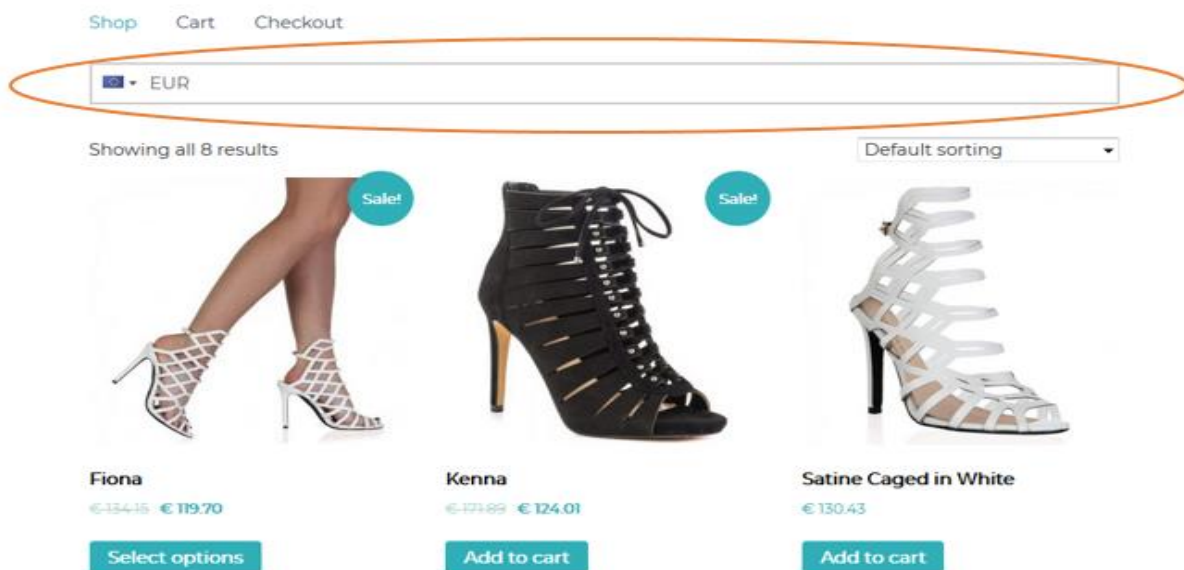 Shop Cart Checkout
EUR
Showing all 8 results Default sorting
Sale! Sale!
Fiona Kenna Satine Caged in White
€ 134.15 € 119.70 € 171.89 € 124.01 € 130.43
Select options Add to cart Add to cart